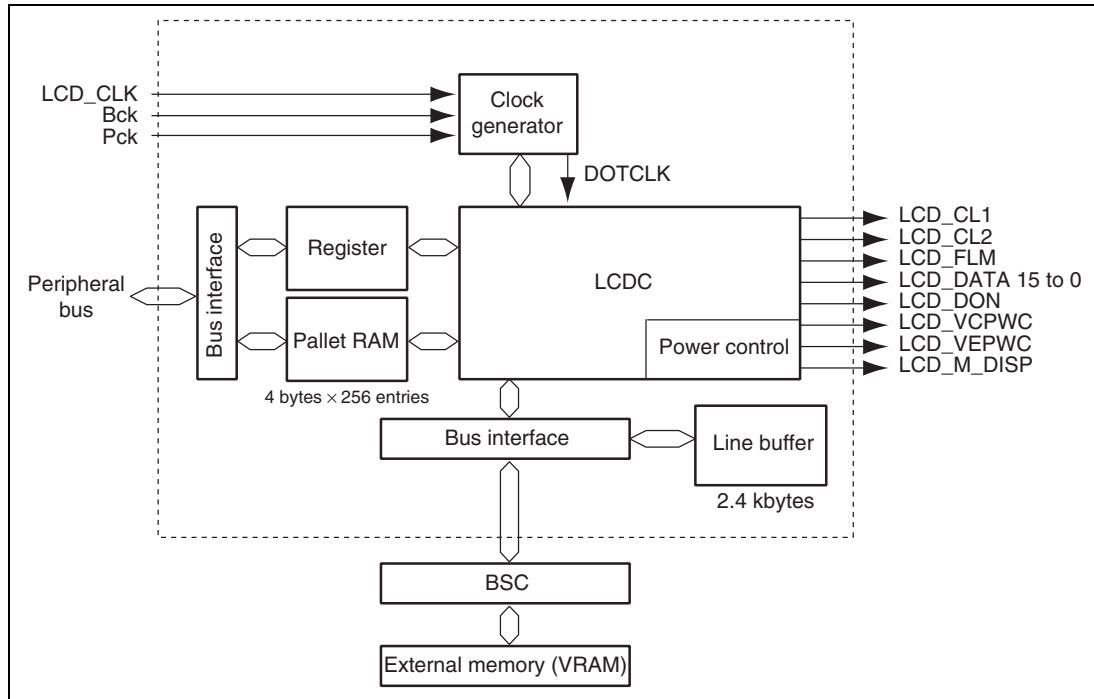 LCD_CLK
Bck
Pck
Clock
generator
DOTCLK
Peripheral
bus
Bus interface
Register
Pallet RAM
4 bytes × 256 entries
LCDC
Power control
LCD_CL1
LCD_CL2
LCD_FLM
LCD_DATA 15 to 0
LCD_DON
LCD_VCPWC
LCD_VEPWC
LCD_M_DISP
Bus interface
Line buffer
2.4 kbytes
BSC
External memory (VRAM)